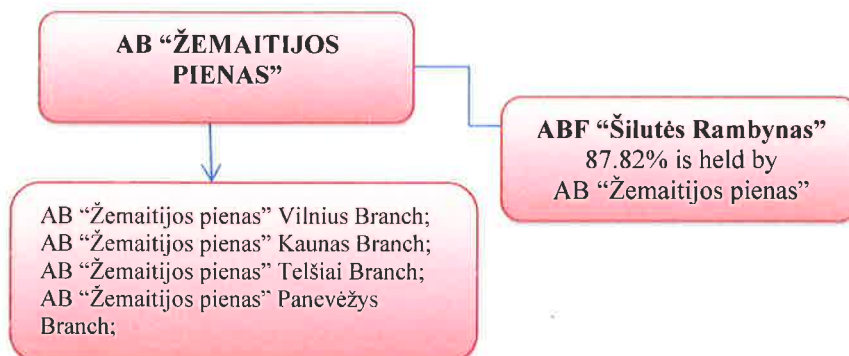 AB “ŽEMAITIJOS
PIENAS”
ABF “Šilutės Rambynas”
87.82% is held by
AB “Žemaitijos pienas”
AB “Žemaitijos pienas” Vilnius Branch;
AB “Žemaitijos pienas” Kaunas Branch;
AB “Žemaitijos pienas” Telšiai Branch;
AB “Žemaitijos pienas” Panevėžys
Branch;